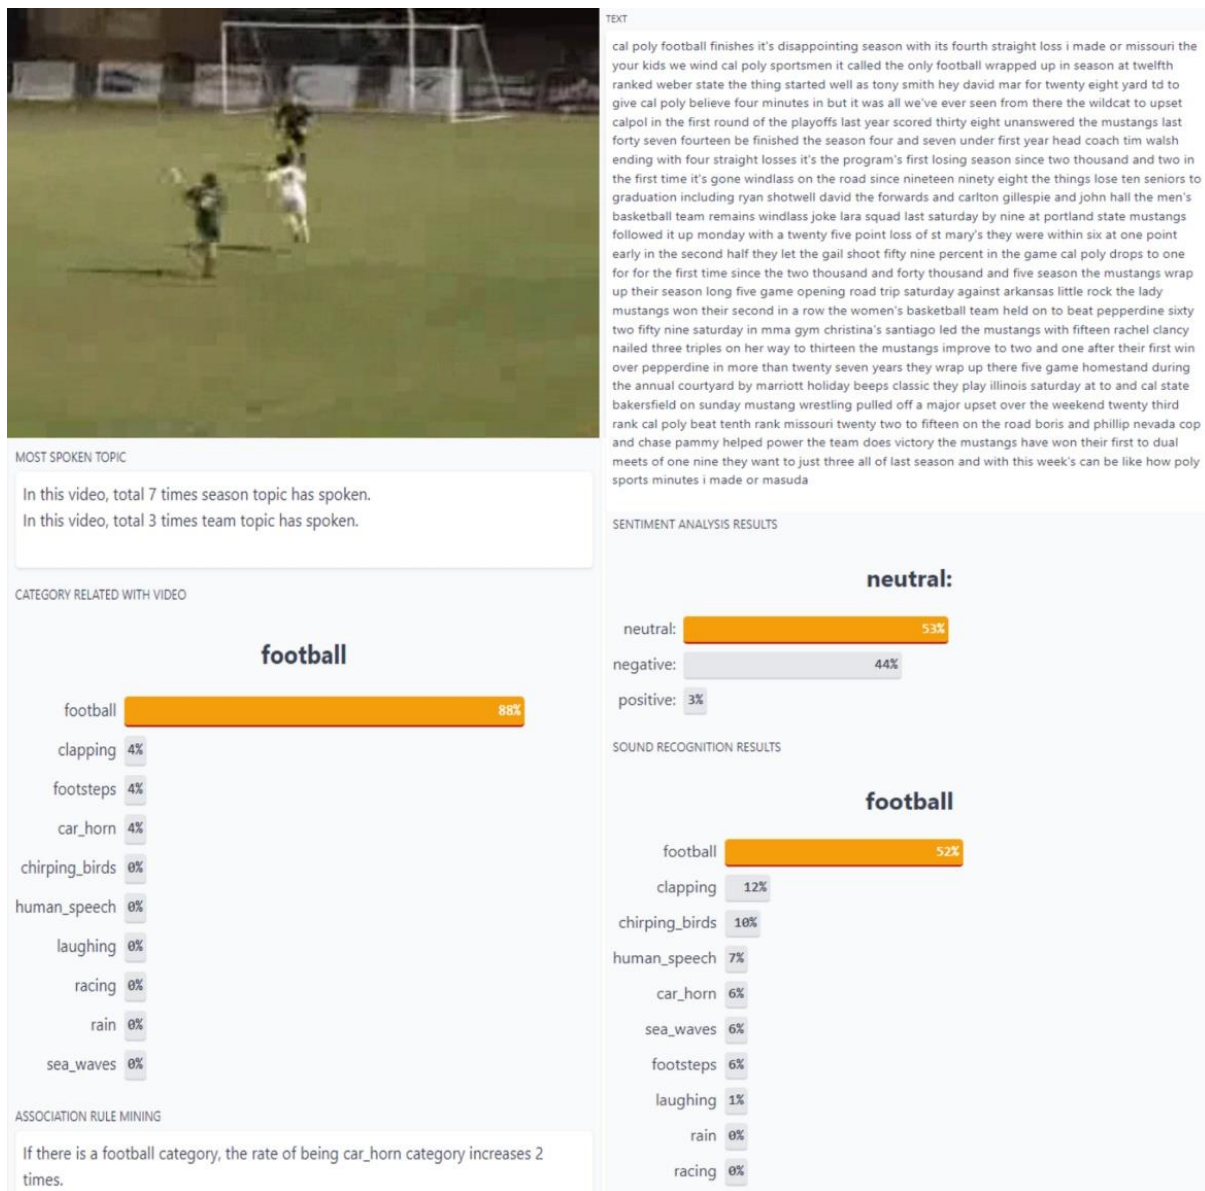 MOST SPOKEN TOPIC
In this video, total 7 times season topic has spoken.
In this video, total 3 times team topic has spoken.
CATEGORY RELATED WITH VIDEO
football
football 88%
clapping 4%
footsteps 4%
car_horn 4%
chirping_birds 0%
human_speech 0%
laughing 0%
racing 0%
rain 0%
sea_waves 0%
ASSOCIATION RULE MINING
If there is a football category, the rate of being car_horn category increases 2
times.
TEXT
cal poly football finishes it's disappointing season with its fourth straight loss i made or missouri the
your kids we wind cal poly sportsmen it called the only football wrapped up in season at twelfth
ranked weber state the thing started well as tony smith hey david mar for twenty eight yard td to
give cal poly believe four minutes in but it was all we've ever seen from there the wildcat to upset
calpol in the first round of the playoffs last year scored thirty eight unanswered the mustangs last
forty seven fourteen be finished the season four and seven under first year head coach tim walsh
ending with four straight losses it's the program's first losing season since two thousand and two in
the first time it's gone windlass on the road since nineteen ninety eight the things lose ten seniors to
graduation including ryan shotwell david the forwards and carlton gillespie and john hall the men's
basketball team remains windlass joke lara squad last saturday by nine at portland state mustangs
followed it up monday with a twenty five point loss of st mary's they were within six at one point
early in the second half they let the gail shoot fifty nine percent in the game cal poly drops to one
for for the first time since the two thousand and forty thousand and five season the mustangs wrap
up their season long five game opening road trip saturday against arkansas little rock the lady
mustangs won their second in a row the women's basketball team held on to beat pepperdine sixty
two fifty nine saturday in mma gym christina's santiago led the mustangs with fifteen rachel clancy
nailed three triples on her way to thirteen the mustangs improve to two and one after their first win
over pepperdine in more than twenty seven years they wrap up there five game homestand during
the annual courtyard by marriott holiday beeps classic they play illinois saturday at to and cal state
bakersfield on sunday mustang wrestling pulled off a major upset over the weekend twenty third
rank cal poly beat tenth rank missouri twenty two to fifteen on the road boris and phillip nevada cop
and chase pammy helped power the team does victory the mustangs have won their first to dual
meets of one nine they want to just three all of last season and with this week's can be like how poly
sports minutes i made or masuda
SENTIMENT ANALYSIS RESULTS
neutral:
neutral: 53%
negative: 44%
positive: 3%
SOUND RECOGNITION RESULTS
football
football 52%
clapping 12%
chirping_birds 10%
human_speech 7%
car_horn 6%
sea_waves 6%
footsteps 6%
laughing 1%
rain 0%
racing 0%